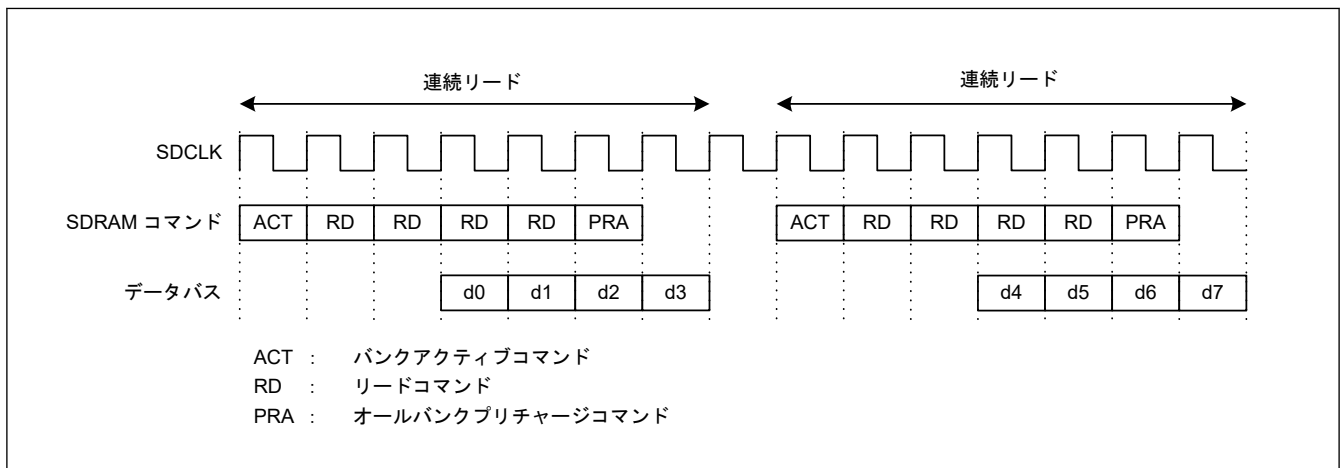 連続リード 連続リード
SDCLK
SDRAM コマンド ACT RD RD RD RD PRA ACT RD RD RD RD PRA
データバス d0 d1 d2 d3 d4 d5 d6 d7
ACT : バンクアクティブコマンド
RD : リードコマンド
PRA : オールバンクプリチャージコマンド